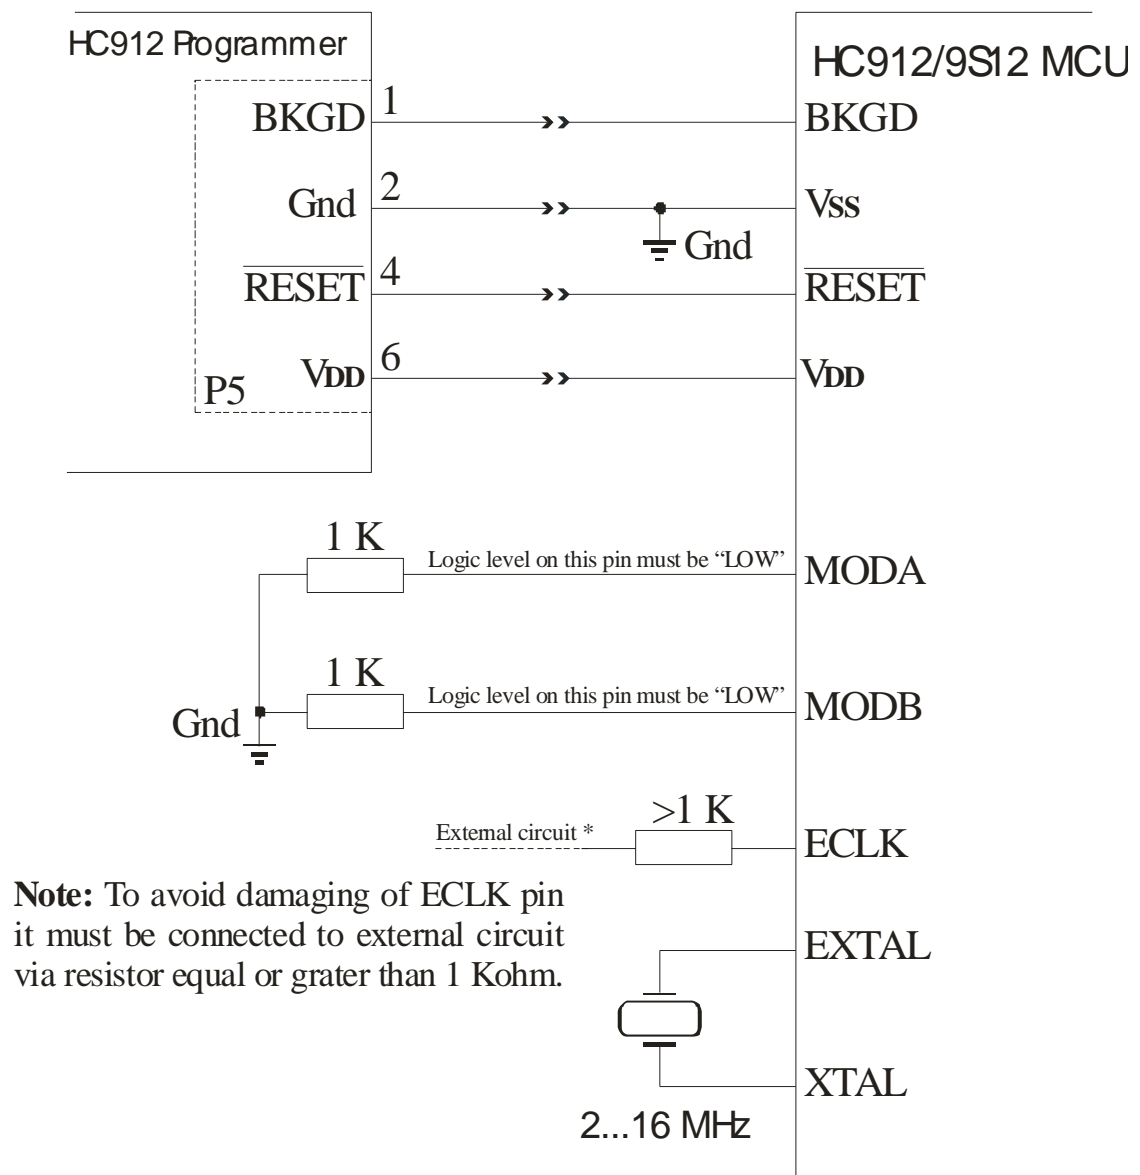 HC912 Programmer
HC912/9S12 MCU
BKGD 1 BKGD
Gnd 2 Vss
Gnd
RESET 4 RESET
VDD 6 VDD
P5
1 K
Logic level on this pin must be “LOW” MODA
1 K
Logic level on this pin must be “LOW” MODB
Gnd
>1 K
External circuit * ECLK
Note: To avoid damaging of ECLK pin
it must be connected to external circuit
via resistor equal or grater than 1 Kohm.
EXTAL
XTAL
2...16 MHz